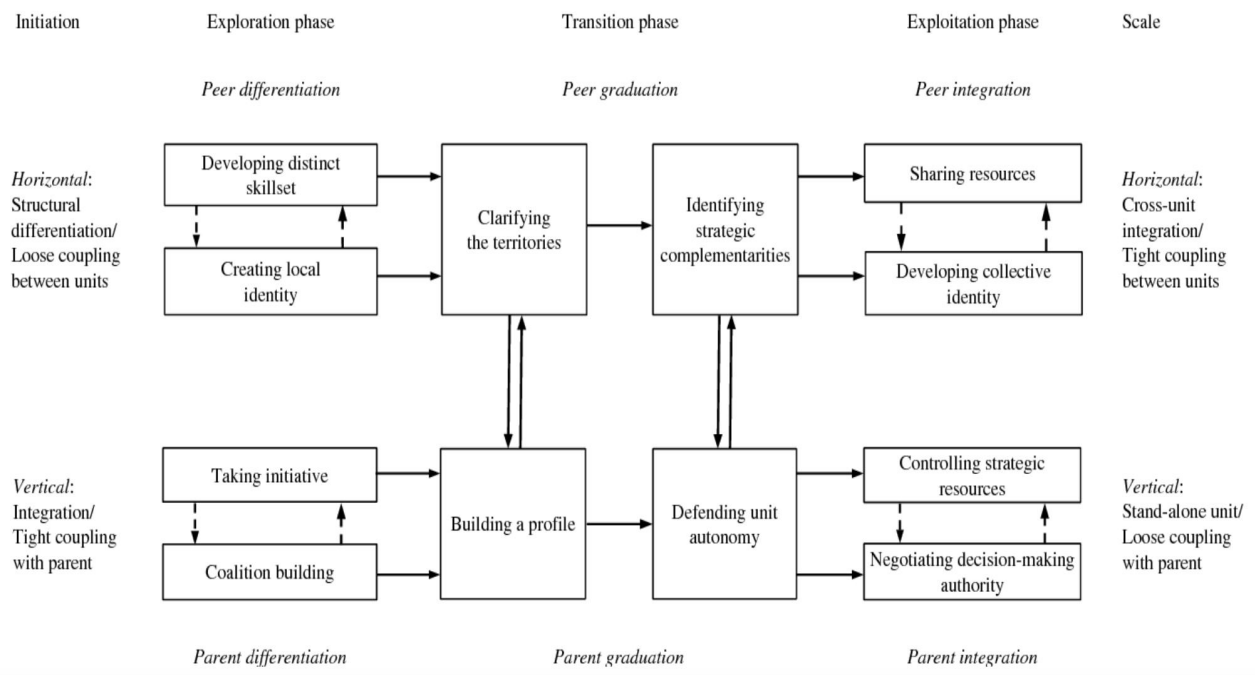 Initiation
Exploration phase
Transition phase
Exploitation phase
Scale
Peer differentiation
Peer graduation
Peer integration
Horizontal:
Structural
differentiation/
Loose coupling
between units
Developing distinct
skillset
Creating local
identity
Clarifying
the territories
Identifying
strategic
complementarities
Sharing resources
Developing collective
identity
Horizontal:
Cross-unit
integration/
Tight coupling
between units
Vertical:
Integration/
Tight coupling
with parent
Taking initiative
Coalition building
Building a profile
Defending unit
autonomy
Controlling strategic
resources
Negotiating decision-making
authority
Vertical:
Stand-alone unit/
Loose coupling
with parent
Parent differentiation
Parent graduation
Parent integration